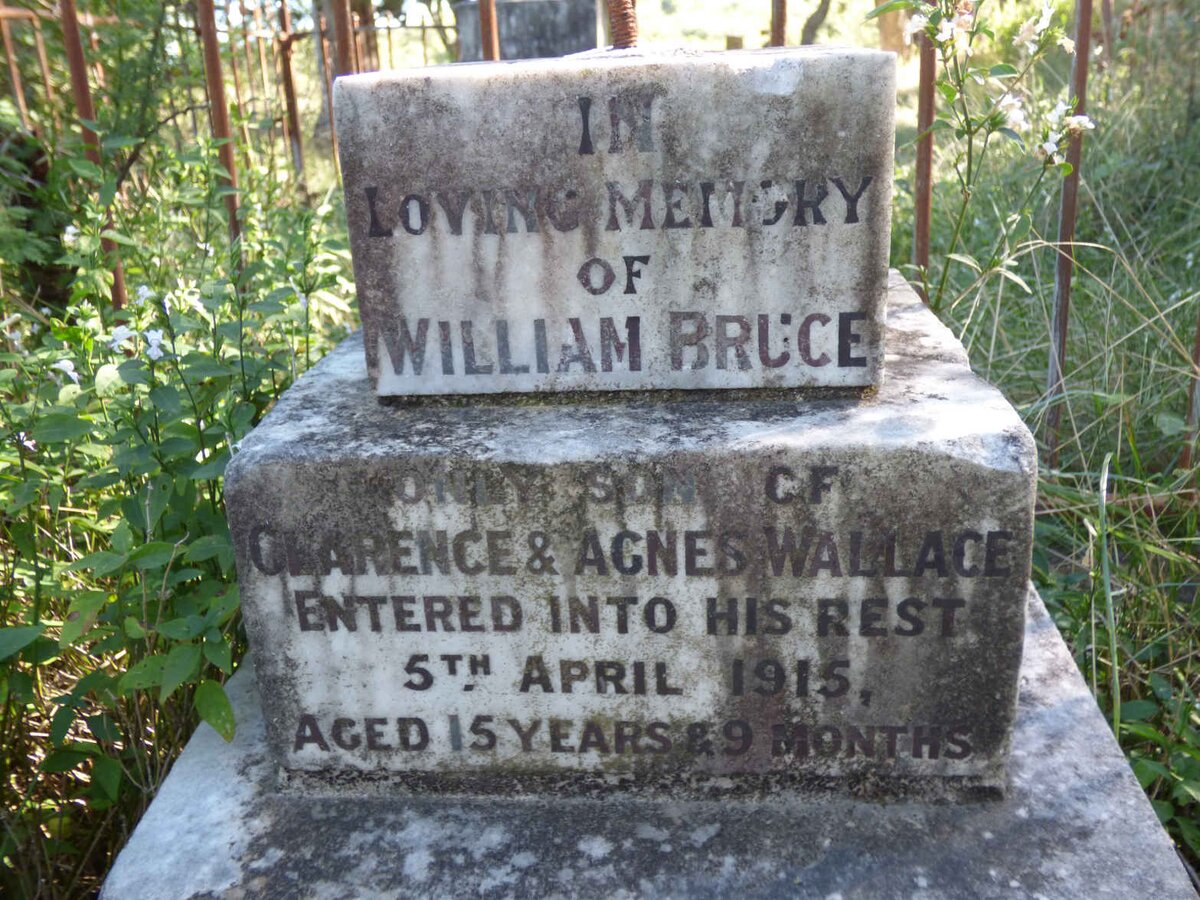 IN
LOVING MEMORY
OF
WILLIAM BRUCE
ONLY SON OF
CLARENCE & AGNES WALLACE
ENTERED INTO HIS REST
5TH APRIL 1915,
AGED 15 YEARS & 9 MONTHS